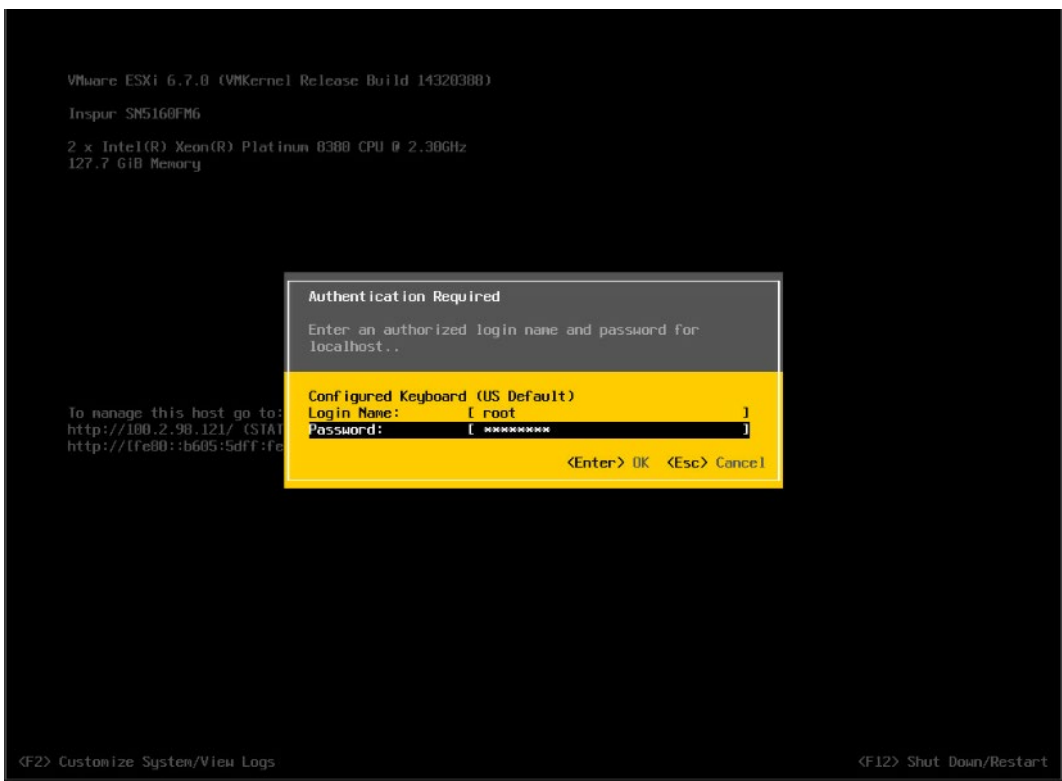 VMware ESXi 6.7.0 (VMKernel Release Build 14320388)
Inspur SN5160FM6
2 x Intel(R) Xeon(R) Platinum 8380 CPU @ 2.30GHz
127.7 GiB Memory
Authentication Required
Enter an authorized login name and password for
localhost..
Configured Keyboard (US Default)
Login Name: [ root ]
Password: [ ******** ]
<Enter> OK <Esc> Cancel
To manage this host go to:
http://100.2.98.121/ (STAT
http://[fe80::b605:5dff:fe
<F2> Customize System/View Logs
<F12> Shut Down/Restart